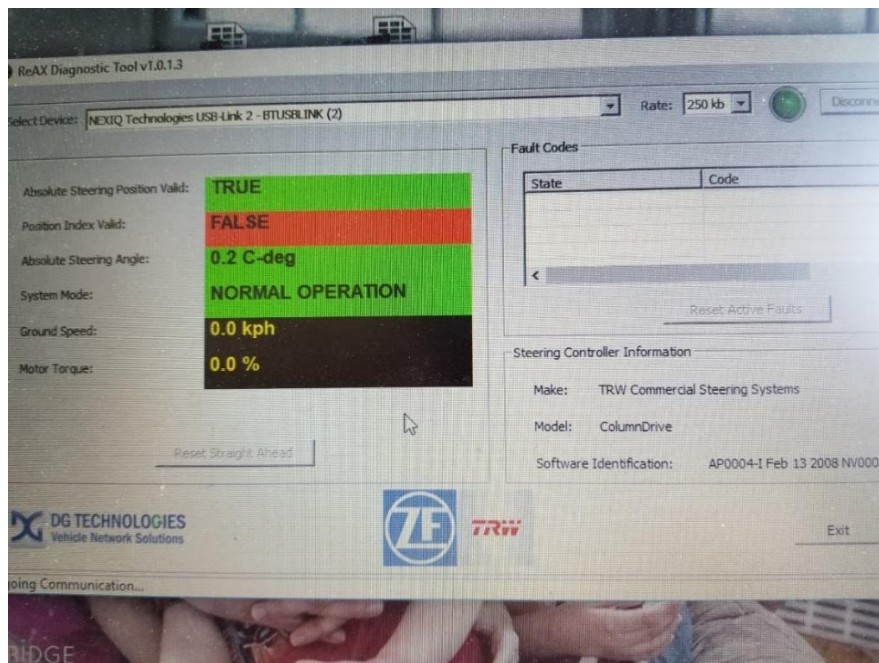 ReAX Diagnostic Tool v1.0.1.3
Select Device: NEXIQ Technologies USB-Link 2 - BTUSBLINK (2)
Rate: 250 kb
Disconne
Absolute Steering Position Valid: TRUE
Position Index Valid: FALSE
Absolute Steering Angle: 0.2 C-deg
System Mode: NORMAL OPERATION
Ground Speed: 0.0 kph
Motor Torque: 0.0 %
Reset Straight Ahead
Fault Codes
State Code
Reset Active Faults
Steering Controller Information
Make: TRW Commercial Steering Systems
Model: ColumnDrive
Software Identification: AP0004-I Feb 13 2008 NV000
DG TECHNOLOGIES
Vehicle Network Solutions
ZF
TRW
Exit
going Communication...
RIDGE